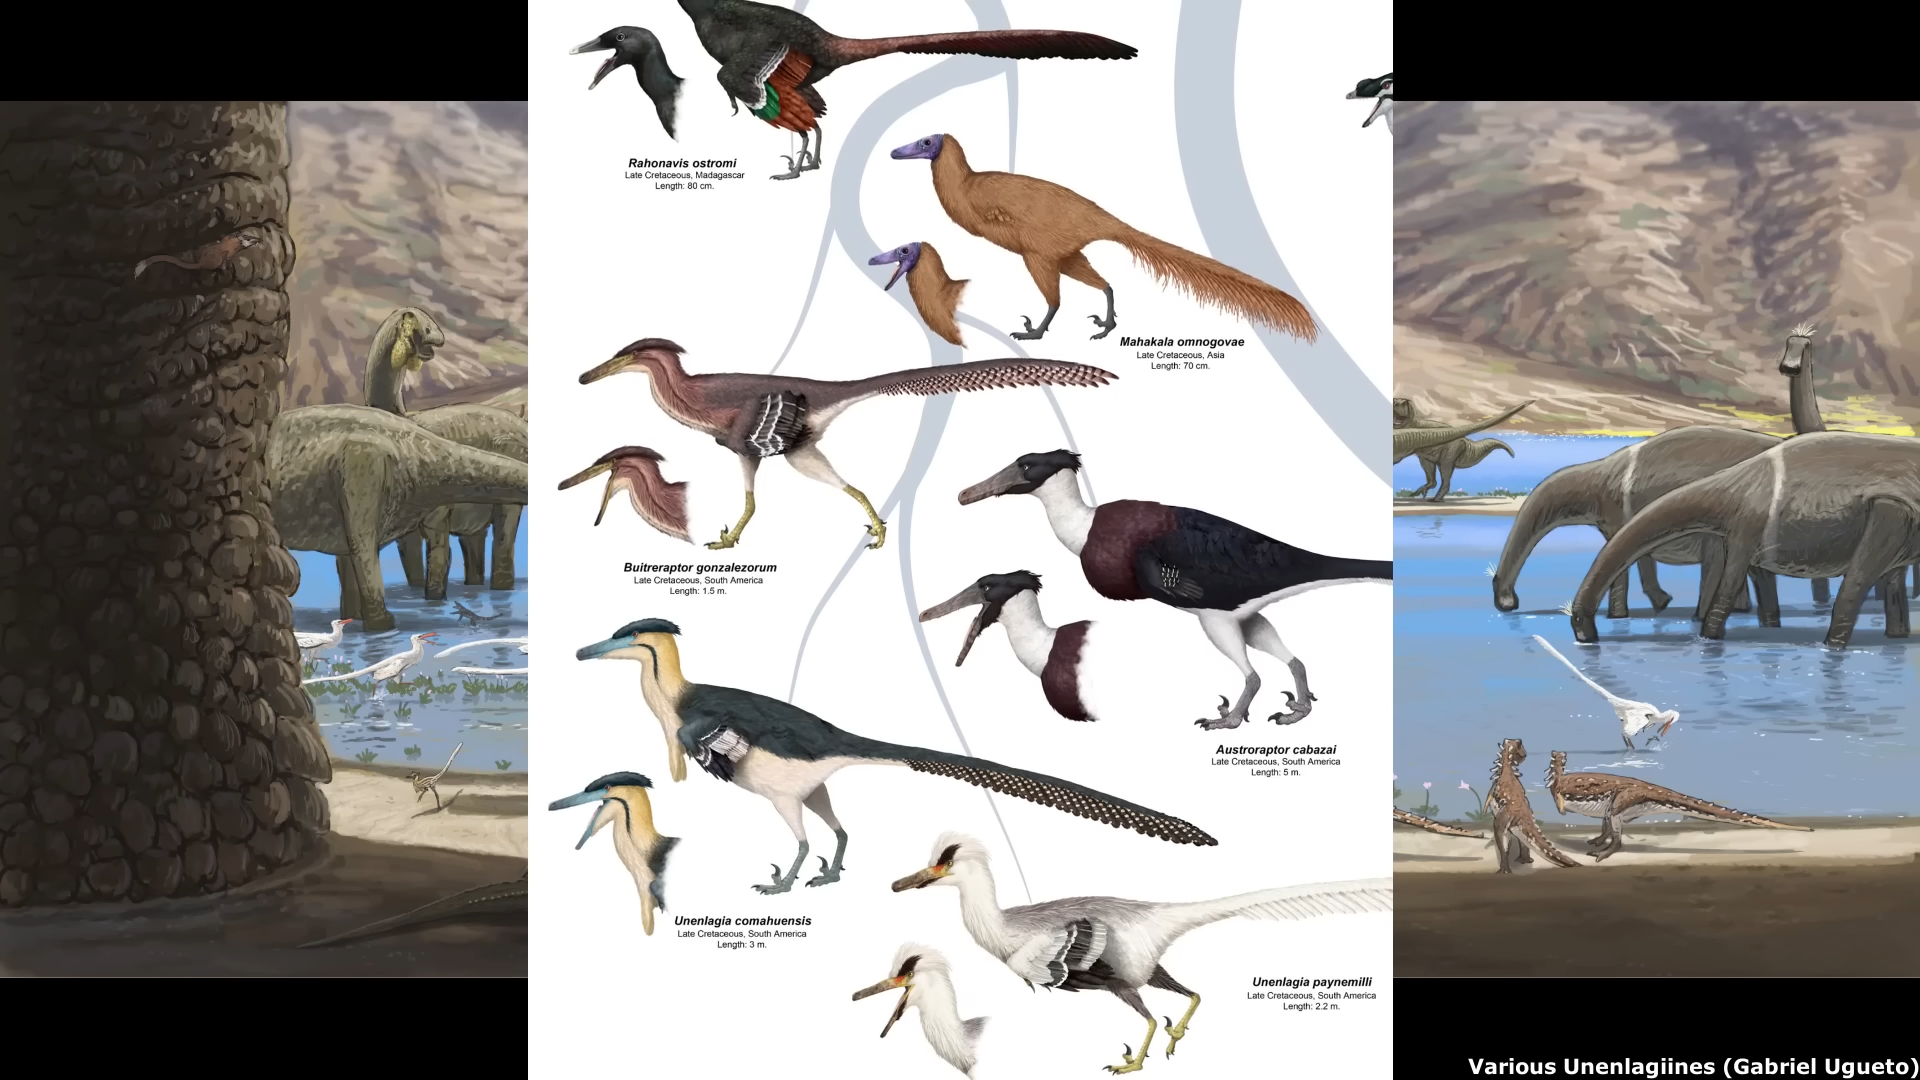 Rahonavis ostromi
Late Cretaceous, Madagascar
Length: 80 cm.
Mahakala omnogovae
Late Cretaceous, Asia
Length: 70 cm.
Buitreraptor gonzalezorum
Late Cretaceous, South America
Length: 1.5 m.
Austroraptor cabazai
Late Cretaceous, South America
Length: 5 m.
Unenlagia comahuensis
Late Cretaceous, South America
Length: 3 m.
Unenlagia paynemilli
Late Cretaceous, South America
Length: 2.2 m.
Various Unenlagiines (Gabriel Ugueto)